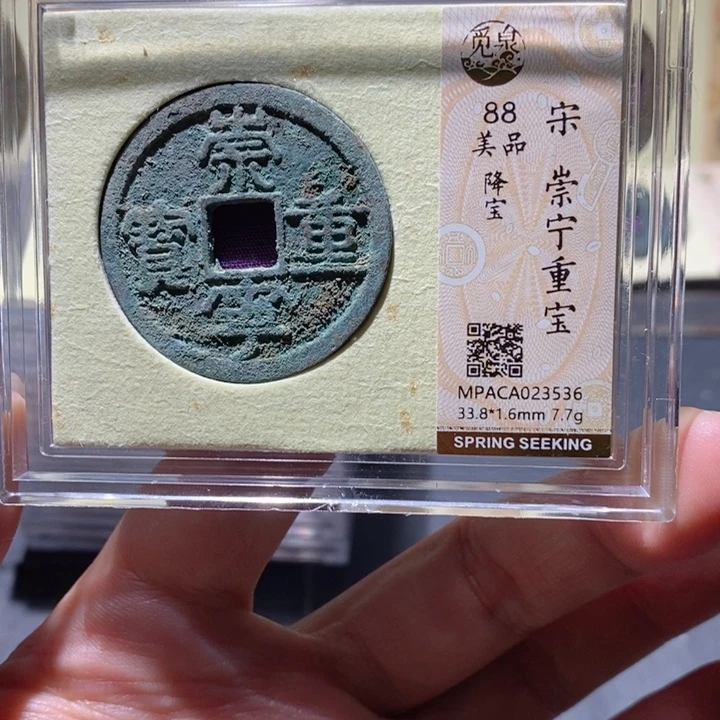 崇
重
寧
寶
觅泉
88
美品
降宝
宋 崇宁重宝
MPACA023536
33.8*1.6mm 7.7g
SPRING SEEKING